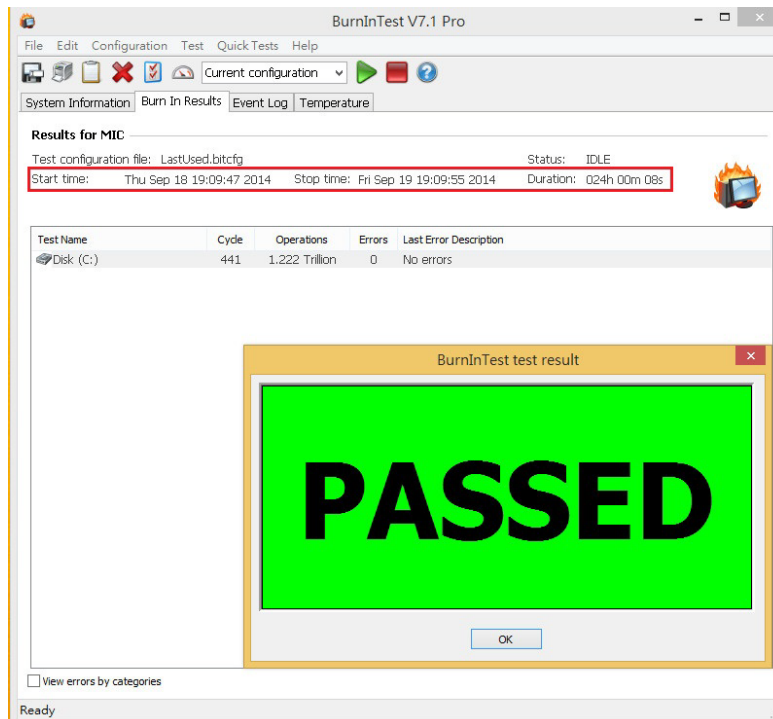 BurnInTest V7.1 Pro
File Edit Configuration Test Quick Tests Help
Current configuration
System Information Burn In Results Event Log Temperature
Results for MIC
Test configuration file: LastUsed.bitcfg Status: IDLE
Start time: Thu Sep 18 19:09:47 2014 Stop time: Fri Sep 19 19:09:55 2014 Duration: 024h 00m 08s
Test Name Cycle Operations Errors Last Error Description
Disk (C:) 441 1.222 Trillion 0 No errors
BurnInTest test result
PASSED
OK
View errors by categories
Ready